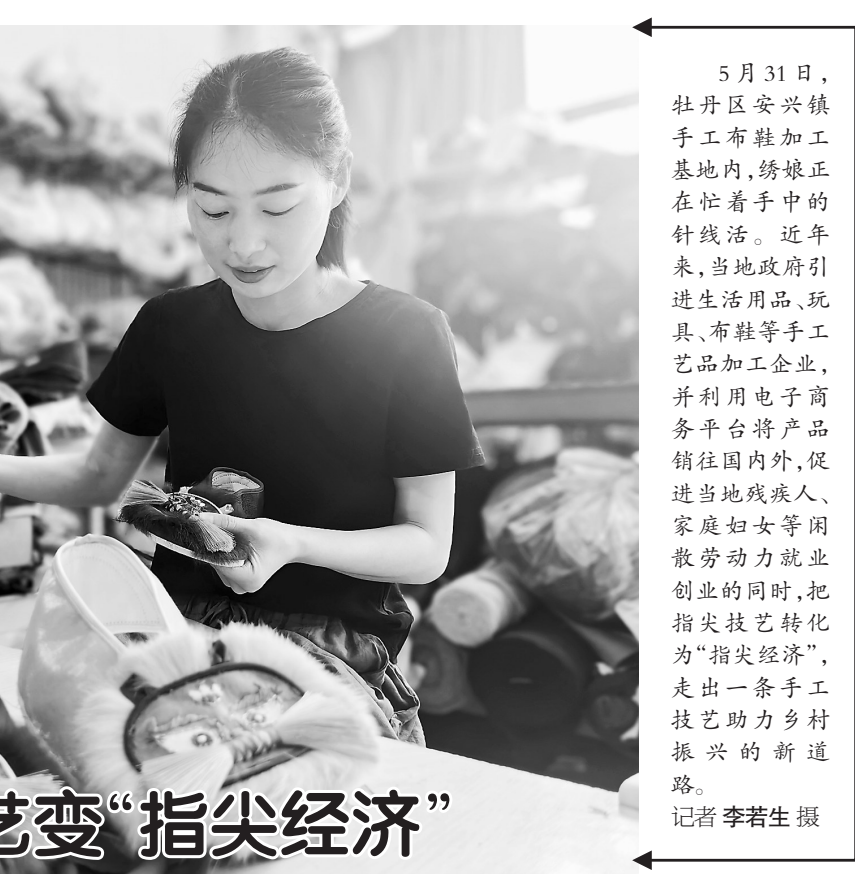 5月31日，
牡丹区安兴镇
手工布鞋加工
基地内，绣娘正
在忙着手中的
针线活。近年
来，当地政府引
进生活用品、玩
具、布鞋等手工
艺品加工企业，
并利用电子商
务平台将产品
销往国内外，促
进当地残疾人、
家庭妇女等闲
散劳动力就业
创业的同时，把
指尖技艺转化
为“指尖经济”，
走出一条手工
技艺助力乡村
振兴的新道
路。
记者 李若生 摄
艺变“指尖经济”